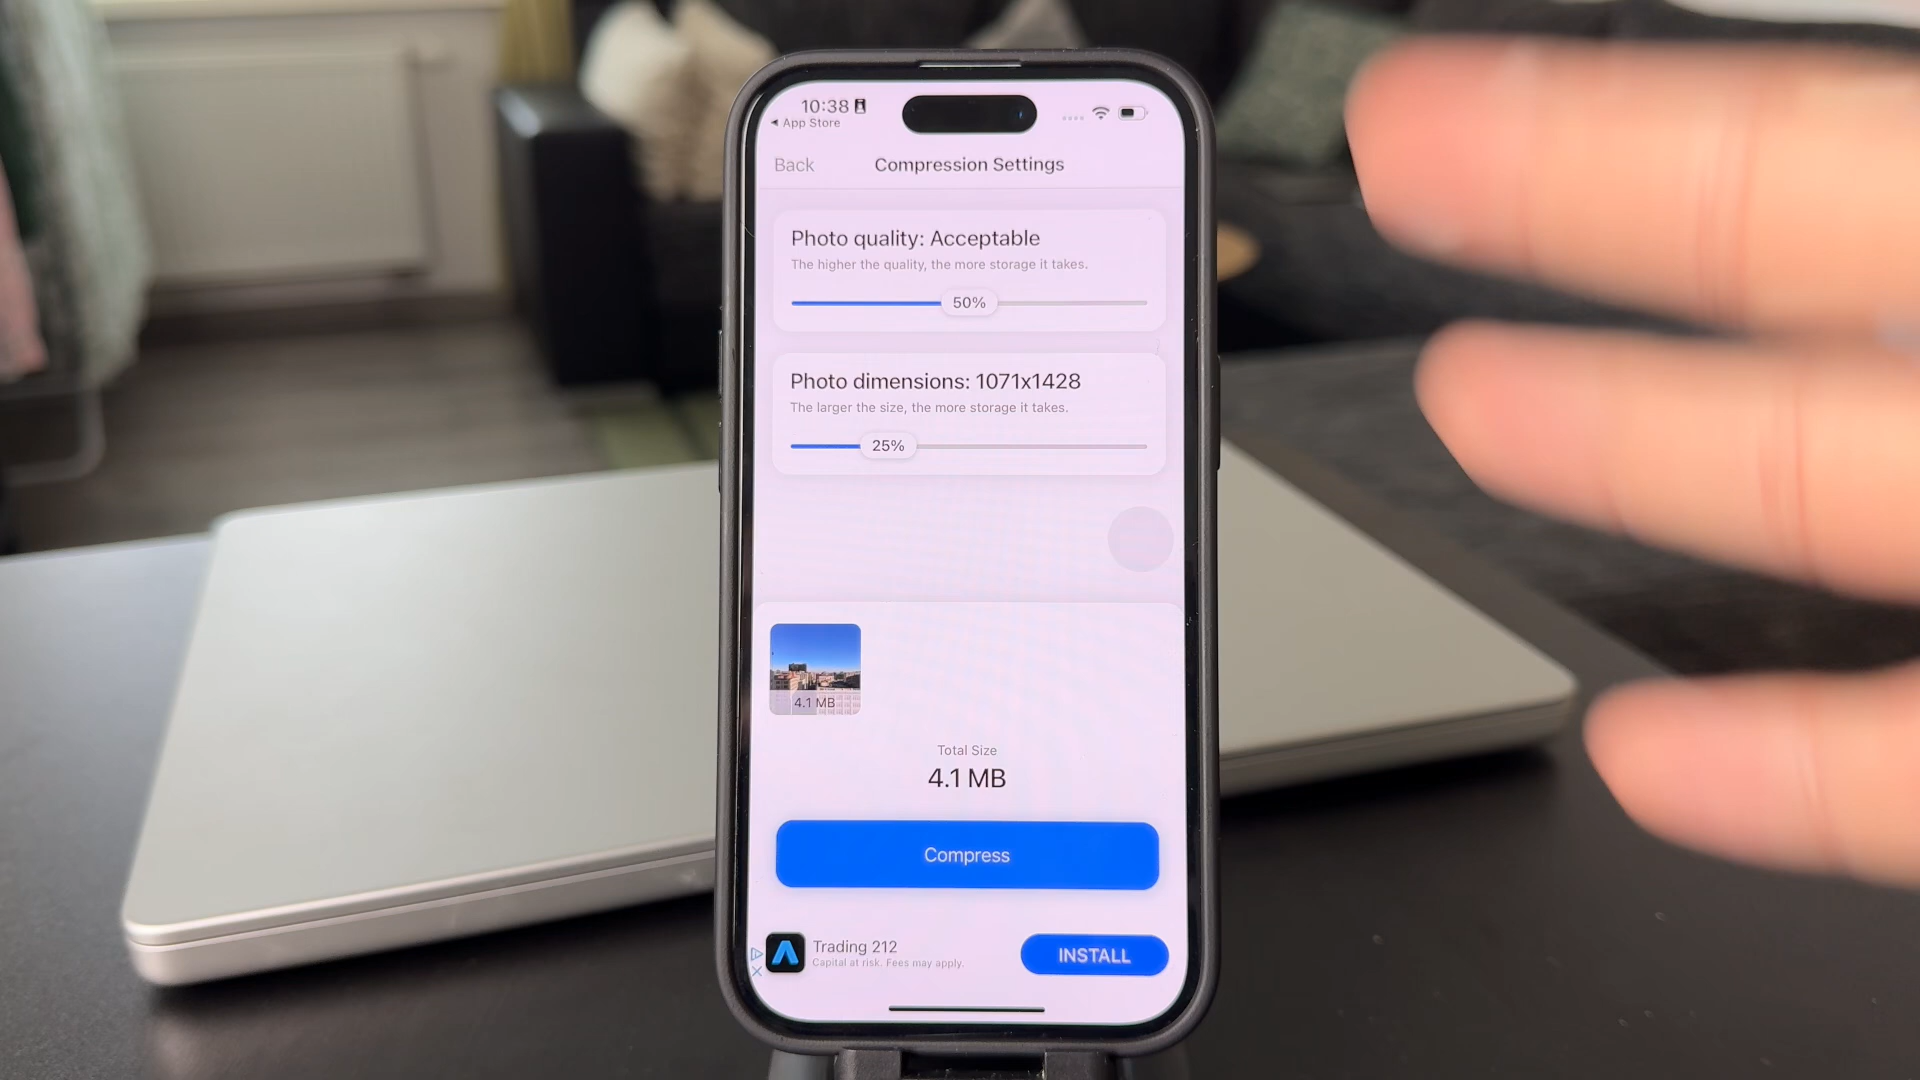 10:38
◀ App Store
Back
Compression Settings
Photo quality: Acceptable
The higher the quality, the more storage it takes.
50%
Photo dimensions: 1071x1428
The larger the size, the more storage it takes.
25%
4.1 MB
Total Size
4.1 MB
Compress
Trading 212
Capital at risk. Fees may apply.
INSTALL